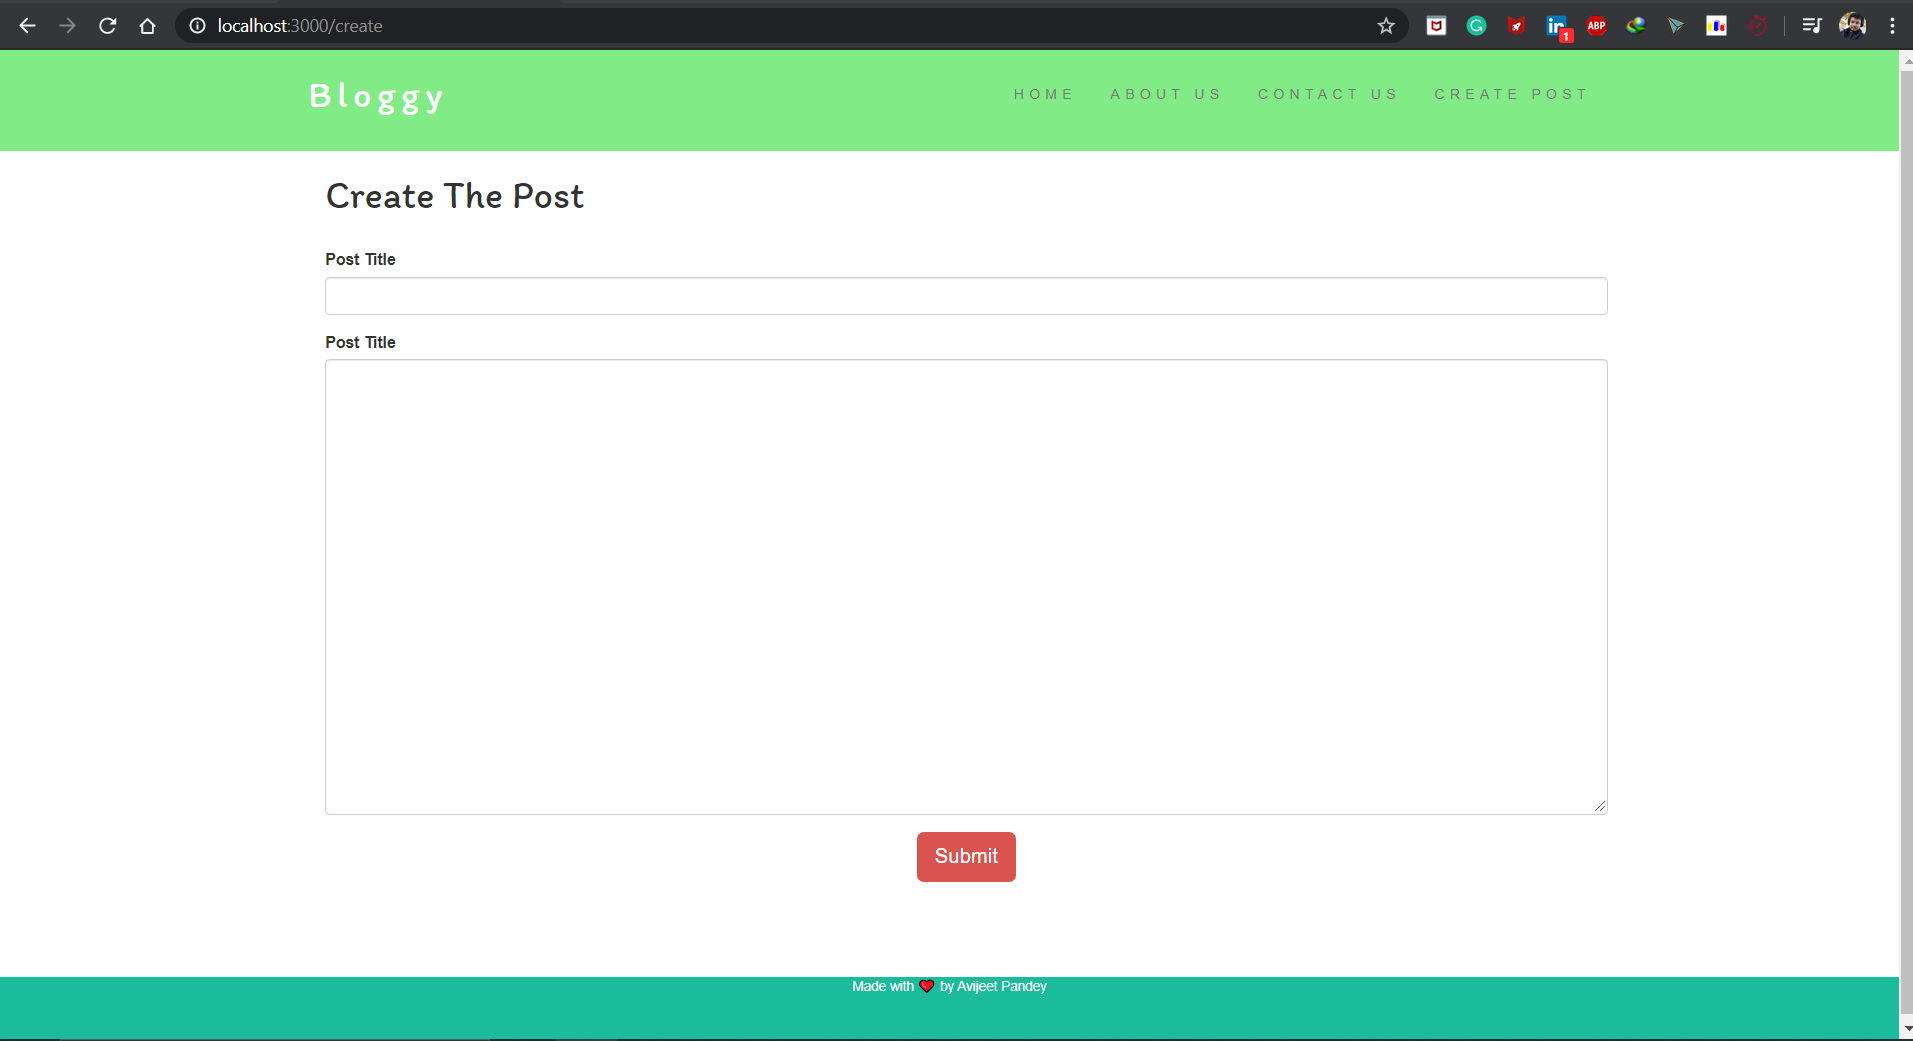 localhost:3000/create
1
ABP
Bloggy
HOME ABOUT US CONTACT US CREATE POST
Create The Post
Post Title
Post Title
Submit
Made with ❤ by Avijeet Pandey